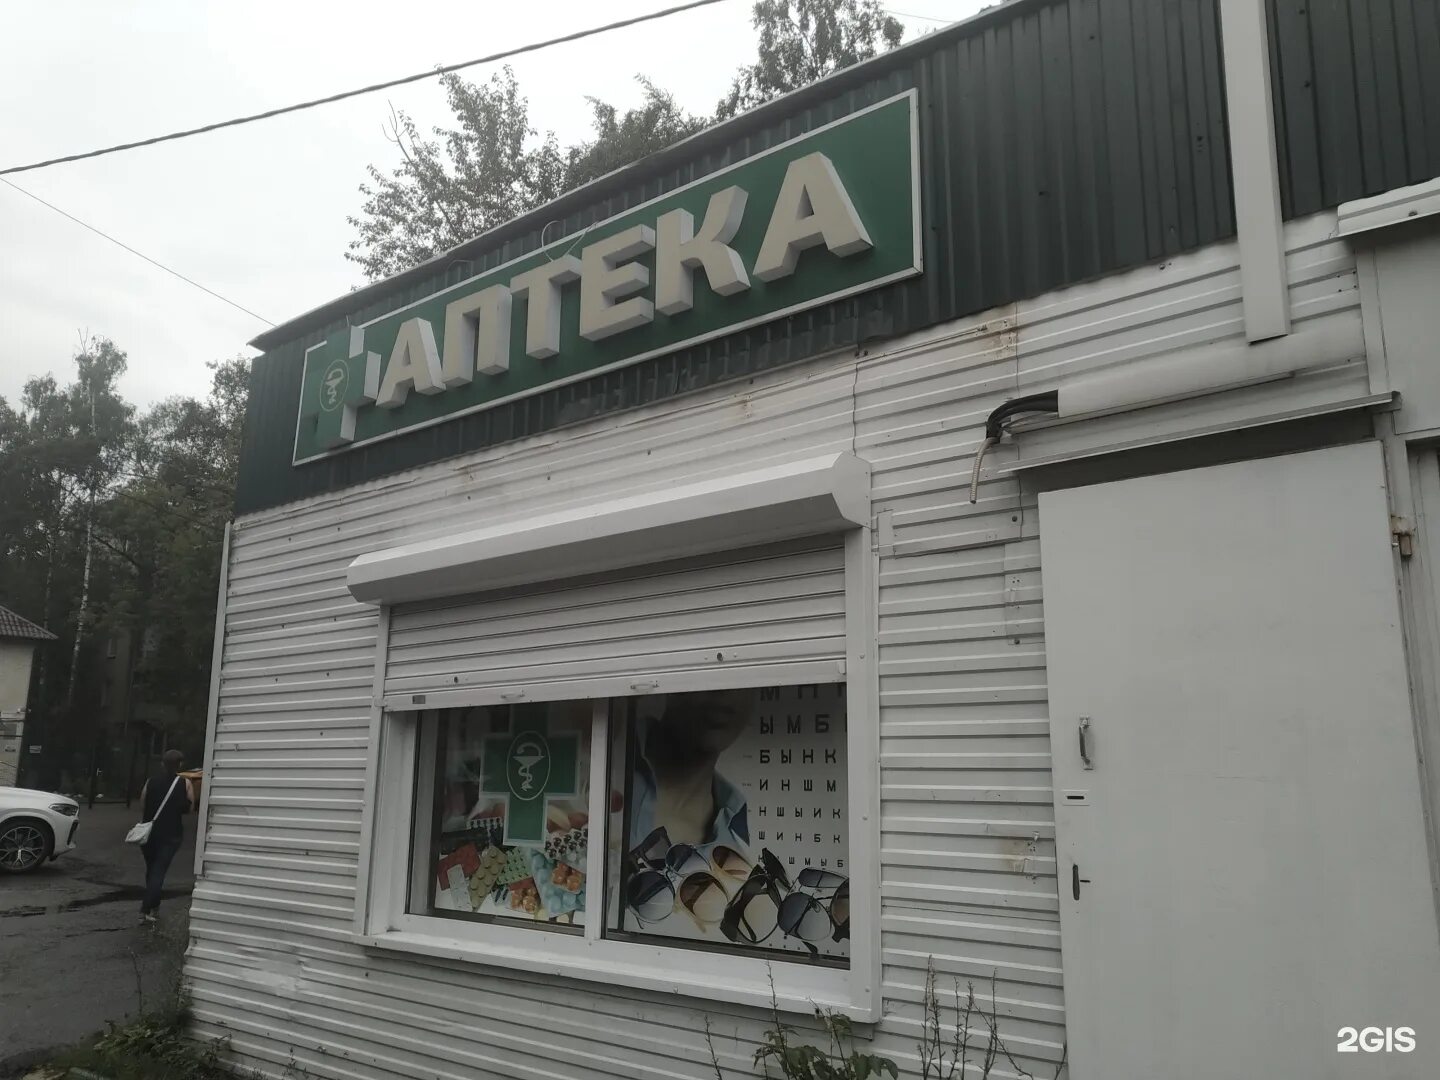 АПТЕКА
М Н
Ы М Б
Б Ы Н К
И Н Ш М
Н Ш Ы И К
Ш И Н Б К
Ш М Ы Б
2GIS